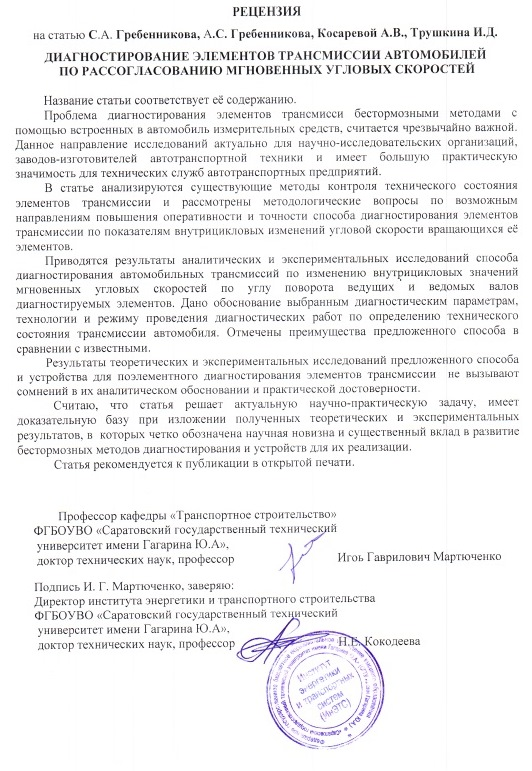 РЕЦЕНЗИЯ
на статью С.А. Гребенникова, А.С. Гребенникова, Косаревой А.В., Трушкина И.Д.
ДИАГНОСТИРОВАНИЕ ЭЛЕМЕНТОВ ТРАНСМИССИИ АВТОМОБИЛЕЙ
ПО РАССОГЛАСОВАНИЮ МГНОВЕННЫХ УГЛОВЫХ СКОРОСТЕЙ
Название статьи соответствует её содержанию.
Проблема диагностирования элементов трансмисси бестормозными методами с
помощью встроенных в автомобиль измерительных средств, считается чрезвычайно важной.
Данное направление исследований актуально для научно-исследовательских организаций,
заводов-изготовителей автотранспортной техники и имеет большую практическую
значимость для технических служб автотранспортных предприятий.
В статье анализируются существующие методы контроля технического состояния
элементов трансмиссии и рассмотрены методологические вопросы по возможным
направлениям повышения оперативности и точности способа диагностирования элементов
трансмиссии по показателям внутрицикловых изменений угловой скорости вращающихся её
элементов.
Приводятся результаты аналитических и экспериментальных исследований способа
диагностирования автомобильных трансмиссий по изменению внутрицикловых значений
мгновенных угловых скоростей по углу поворота ведущих и ведомых валов
диагностируемых элементов. Дано обоснование выбранным диагностическим параметрам,
технологии и режиму проведения диагностических работ по определению технического
состояния трансмиссии автомобиля. Отмечены преимущества предложенного способа в
сравнении с известными.
Результаты теоретических и экспериментальных исследований предложенного способа
и устройства для поэлементного диагностирования элементов трансмиссии не вызывают
сомнений в их аналитическом обосновании и практической достоверности.
Считаю, что статья решает актуальную научно-практическую задачу, имеет
доказательную базу при изложении полученных теоретических и экспериментальных
результатов, в которых четко обозначена научная новизна и существенный вклад в развитие
бестормозных методов диагностирования и устройств для их реализации.
Статья рекомендуется к публикации в открытой печати.
Профессор кафедры «Транспортное строительство»
ФГБОУВО «Саратовский государственный технический
университет имени Гагарина Ю.А»,
доктор технических наук, профессор Игоь Гаврилович Мартюченко
Подпись И. Г. Мартюченко, заверяю:
Директор института энергетики и транспортного строительства
ФГБОУВО «Саратовский государственный технический
университет имени Гагарина Ю.А»,
доктор технических наук, профессор Н.Е. Кокодеева
Институт
энергетики
и транспортных
систем
(ИнЭТС)